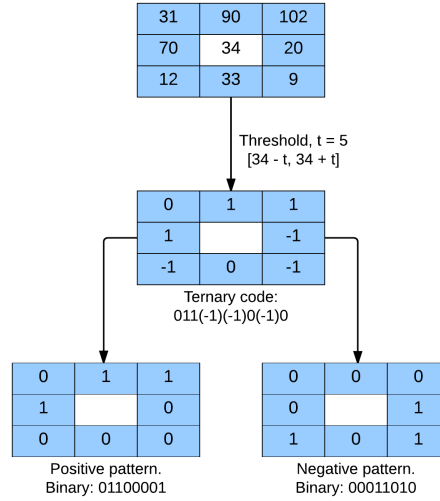 31 90 102
70 34 20
12 33 9
Threshold, t = 5
[34 - t, 34 + t]
0 1 1
1 -1
-1 0 -1
Ternary code:
011(-1)(-1)0(-1)0
0 1 1
1 0
0 0 0
Positive pattern.
Binary: 01100001
0 0 0
0 1
1 0 1
Negative pattern.
Binary: 00011010